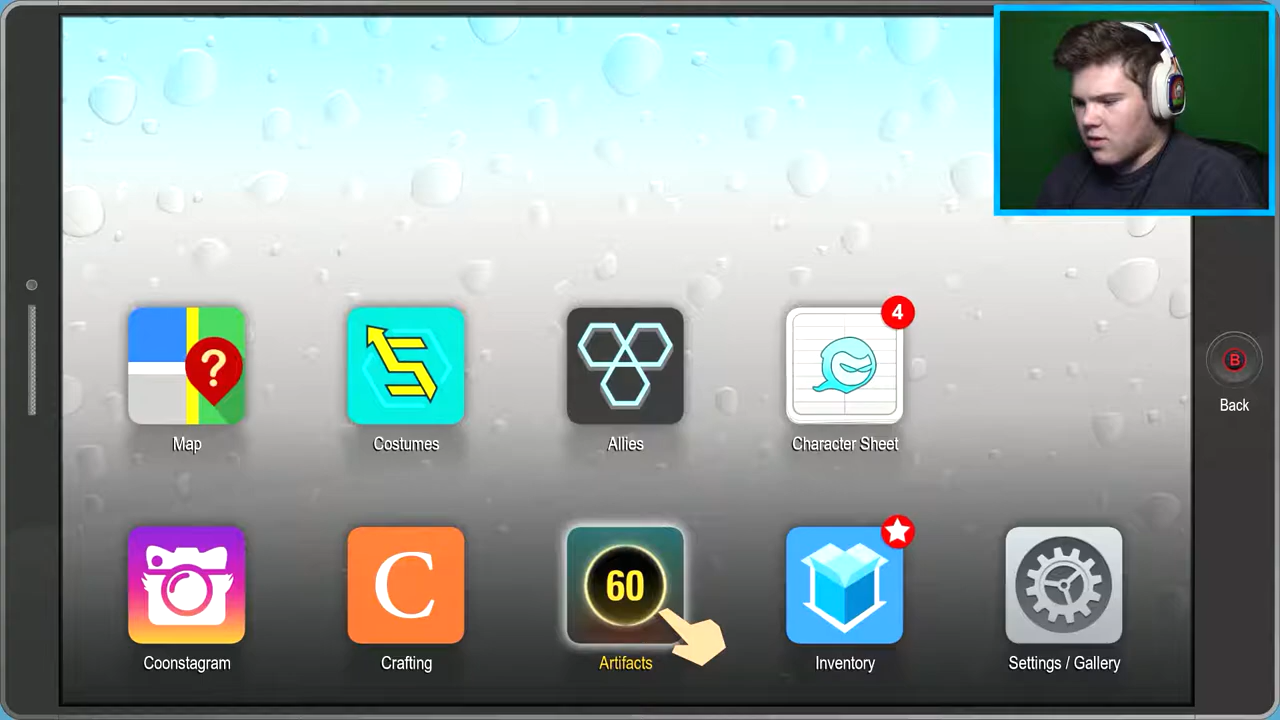 4
?
S
B
Back
Map
Costumes
Allies
Character Sheet
C
60
Coonstagram
Crafting
Artifacts
Inventory
Settings / Gallery